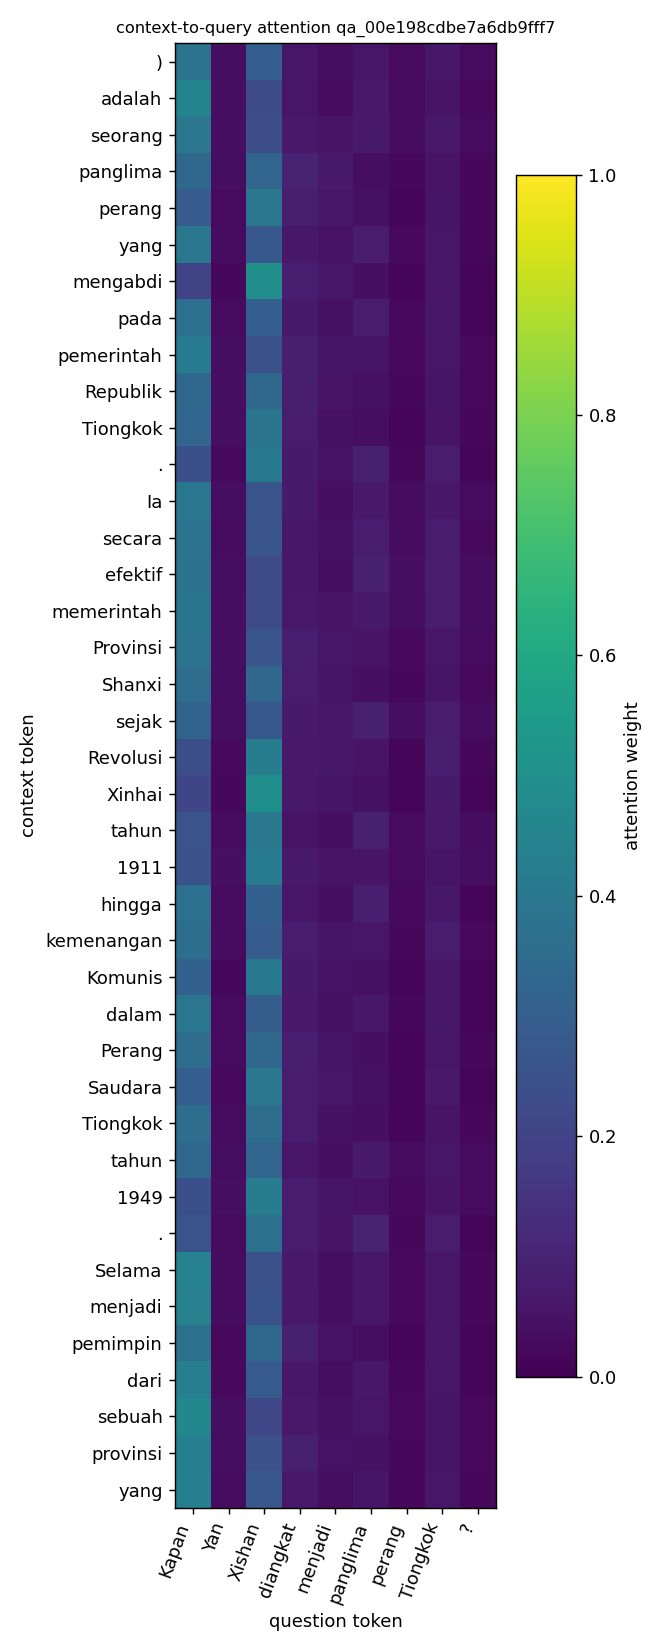 context-to-query attention qa_00e198cdbe7a6db9fff7
)
adalah
seorang
panglima
perang
yang
mengabdi
pada
pemerintah
Republik
Tiongkok
.
Ia
secara
efektif
memerintah
Provinsi
Shanxi
sejak
Revolusi
Xinhai
tahun
1911
hingga
kemenangan
Komunis
dalam
Perang
Saudara
Tiongkok
tahun
1949
.
Selama
menjadi
pemimpin
dari
sebuah
provinsi
yang
context token
Kapan
Yan
Xishan
diangkat
menjadi
panglima
perang
Tiongkok
?
question token
1.0
0.8
0.6
0.4
0.2
0.0
attention weight